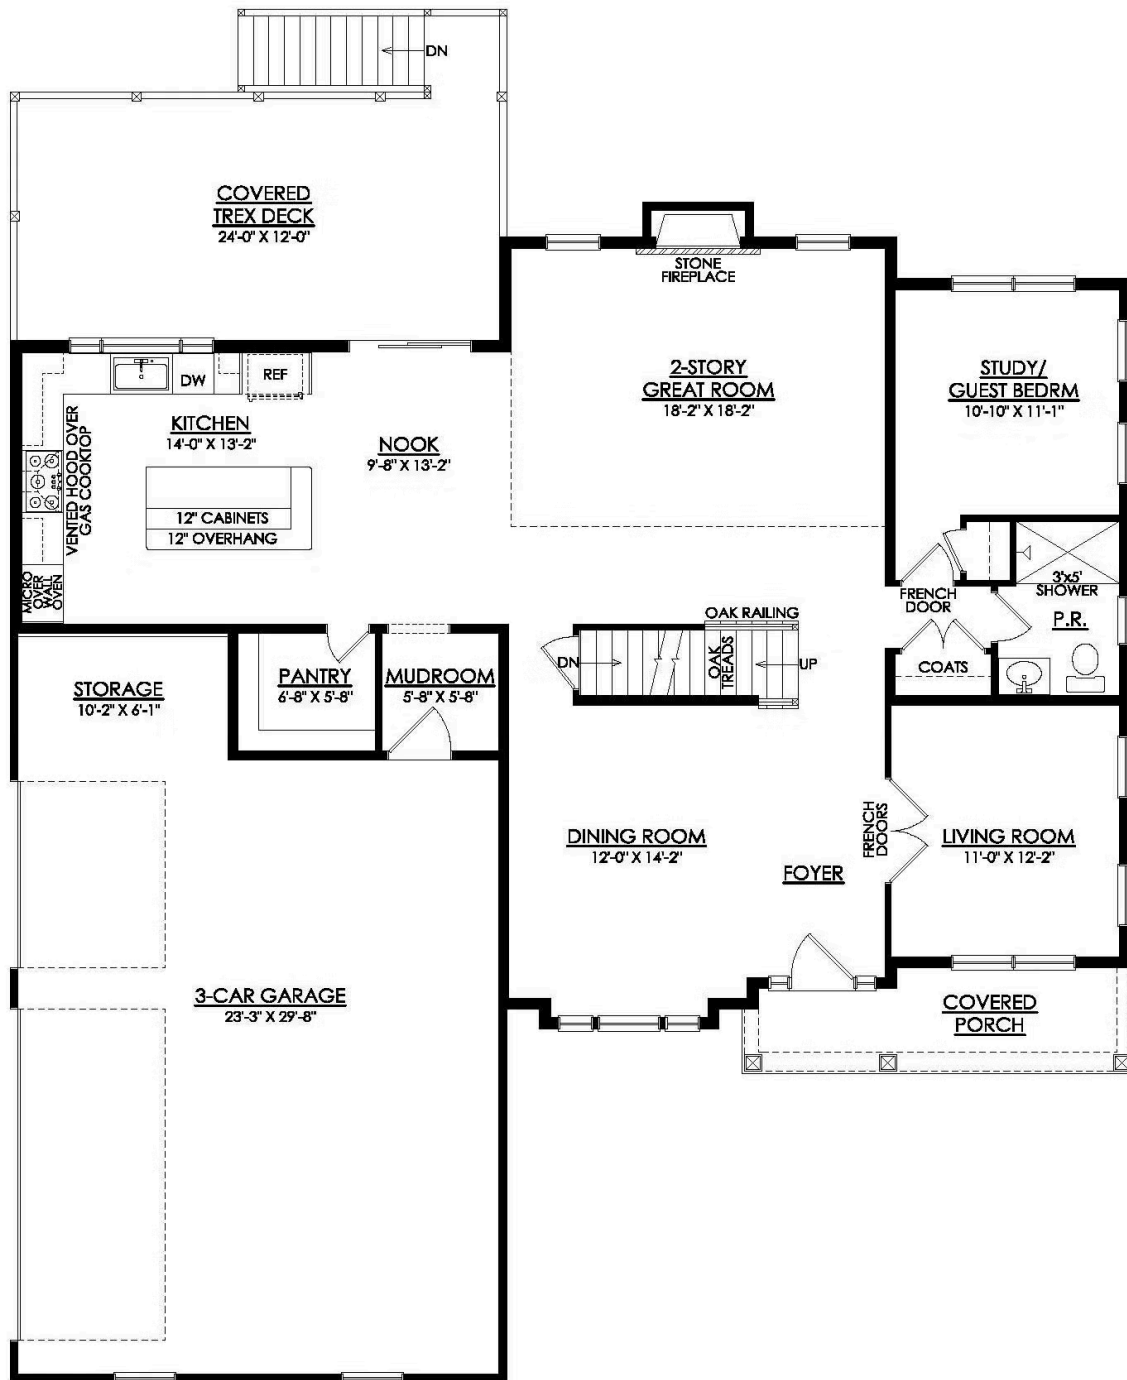 DN
COVERED
TREX DECK
24'-0" X 12'-0"
STONE
FIREPLACE
2-STORY
GREAT ROOM
18'-2" X 18'-2"
STUDY/
GUEST BEDRM
10'-10" X 11'-1"
DW
REF
KITCHEN
14'-0" X 13'-2"
NOOK
9'-8" X 13'-2"
VENTED HOOD OVER
GAS COOKTOP
12" CABINETS
12" OVERHANG
MICRO
OVER
WALL
OVEN
FRENCH
DOOR
3'x5'
SHOWER
P.R.
OAK RAILING
OAK
TREADS
DN
UP
COATS
STORAGE
10'-2" X 6'-1"
PANTRY
6'-8" X 5'-8"
MUDROOM
5'-8" X 5'-8"
DINING ROOM
12'-0" X 14'-2"
FOYER
FRENCH
DOORS
LIVING ROOM
11'-0" X 12'-2"
3-CAR GARAGE
23'-3" X 29'-8"
COVERED
PORCH